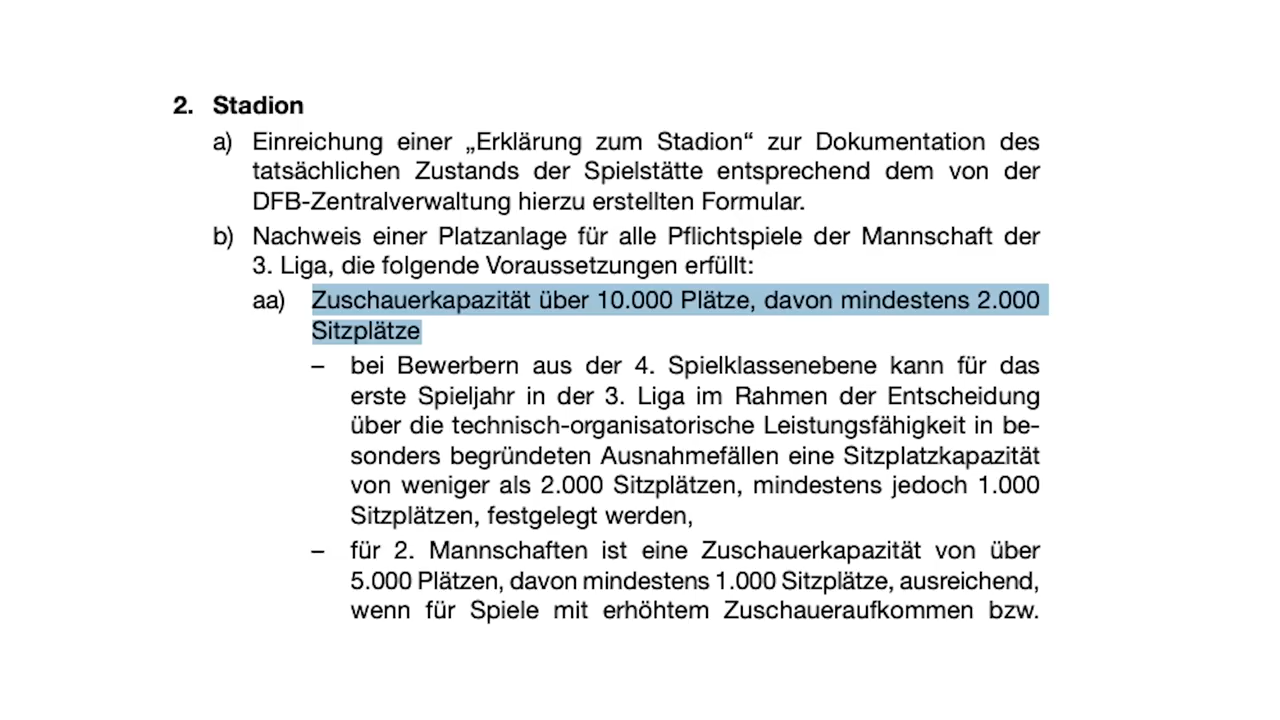 2. Stadion
a) Einreichung einer „Erklärung zum Stadion“ zur Dokumentation des
tatsächlichen Zustands der Spielstätte entsprechend dem von der
DFB-Zentralverwaltung hierzu erstellten Formular.
b) Nachweis einer Platzanlage für alle Pflichtspiele der Mannschaft der
3. Liga, die folgende Voraussetzungen erfüllt:
aa) Zuschauerkapazität über 10.000 Plätze, davon mindestens 2.000
Sitzplätze
– bei Bewerbern aus der 4. Spielklassenebene kann für das
erste Spieljahr in der 3. Liga im Rahmen der Entscheidung
über die technisch-organisatorische Leistungsfähigkeit in be-
sonders begründeten Ausnahmefällen eine Sitzplatzkapazität
von weniger als 2.000 Sitzplätzen, mindestens jedoch 1.000
Sitzplätzen, festgelegt werden,
– für 2. Mannschaften ist eine Zuschauerkapazität von über
5.000 Plätzen, davon mindestens 1.000 Sitzplätze, ausreichend,
wenn für Spiele mit erhöhtem Zuschaueraufkommen bzw.